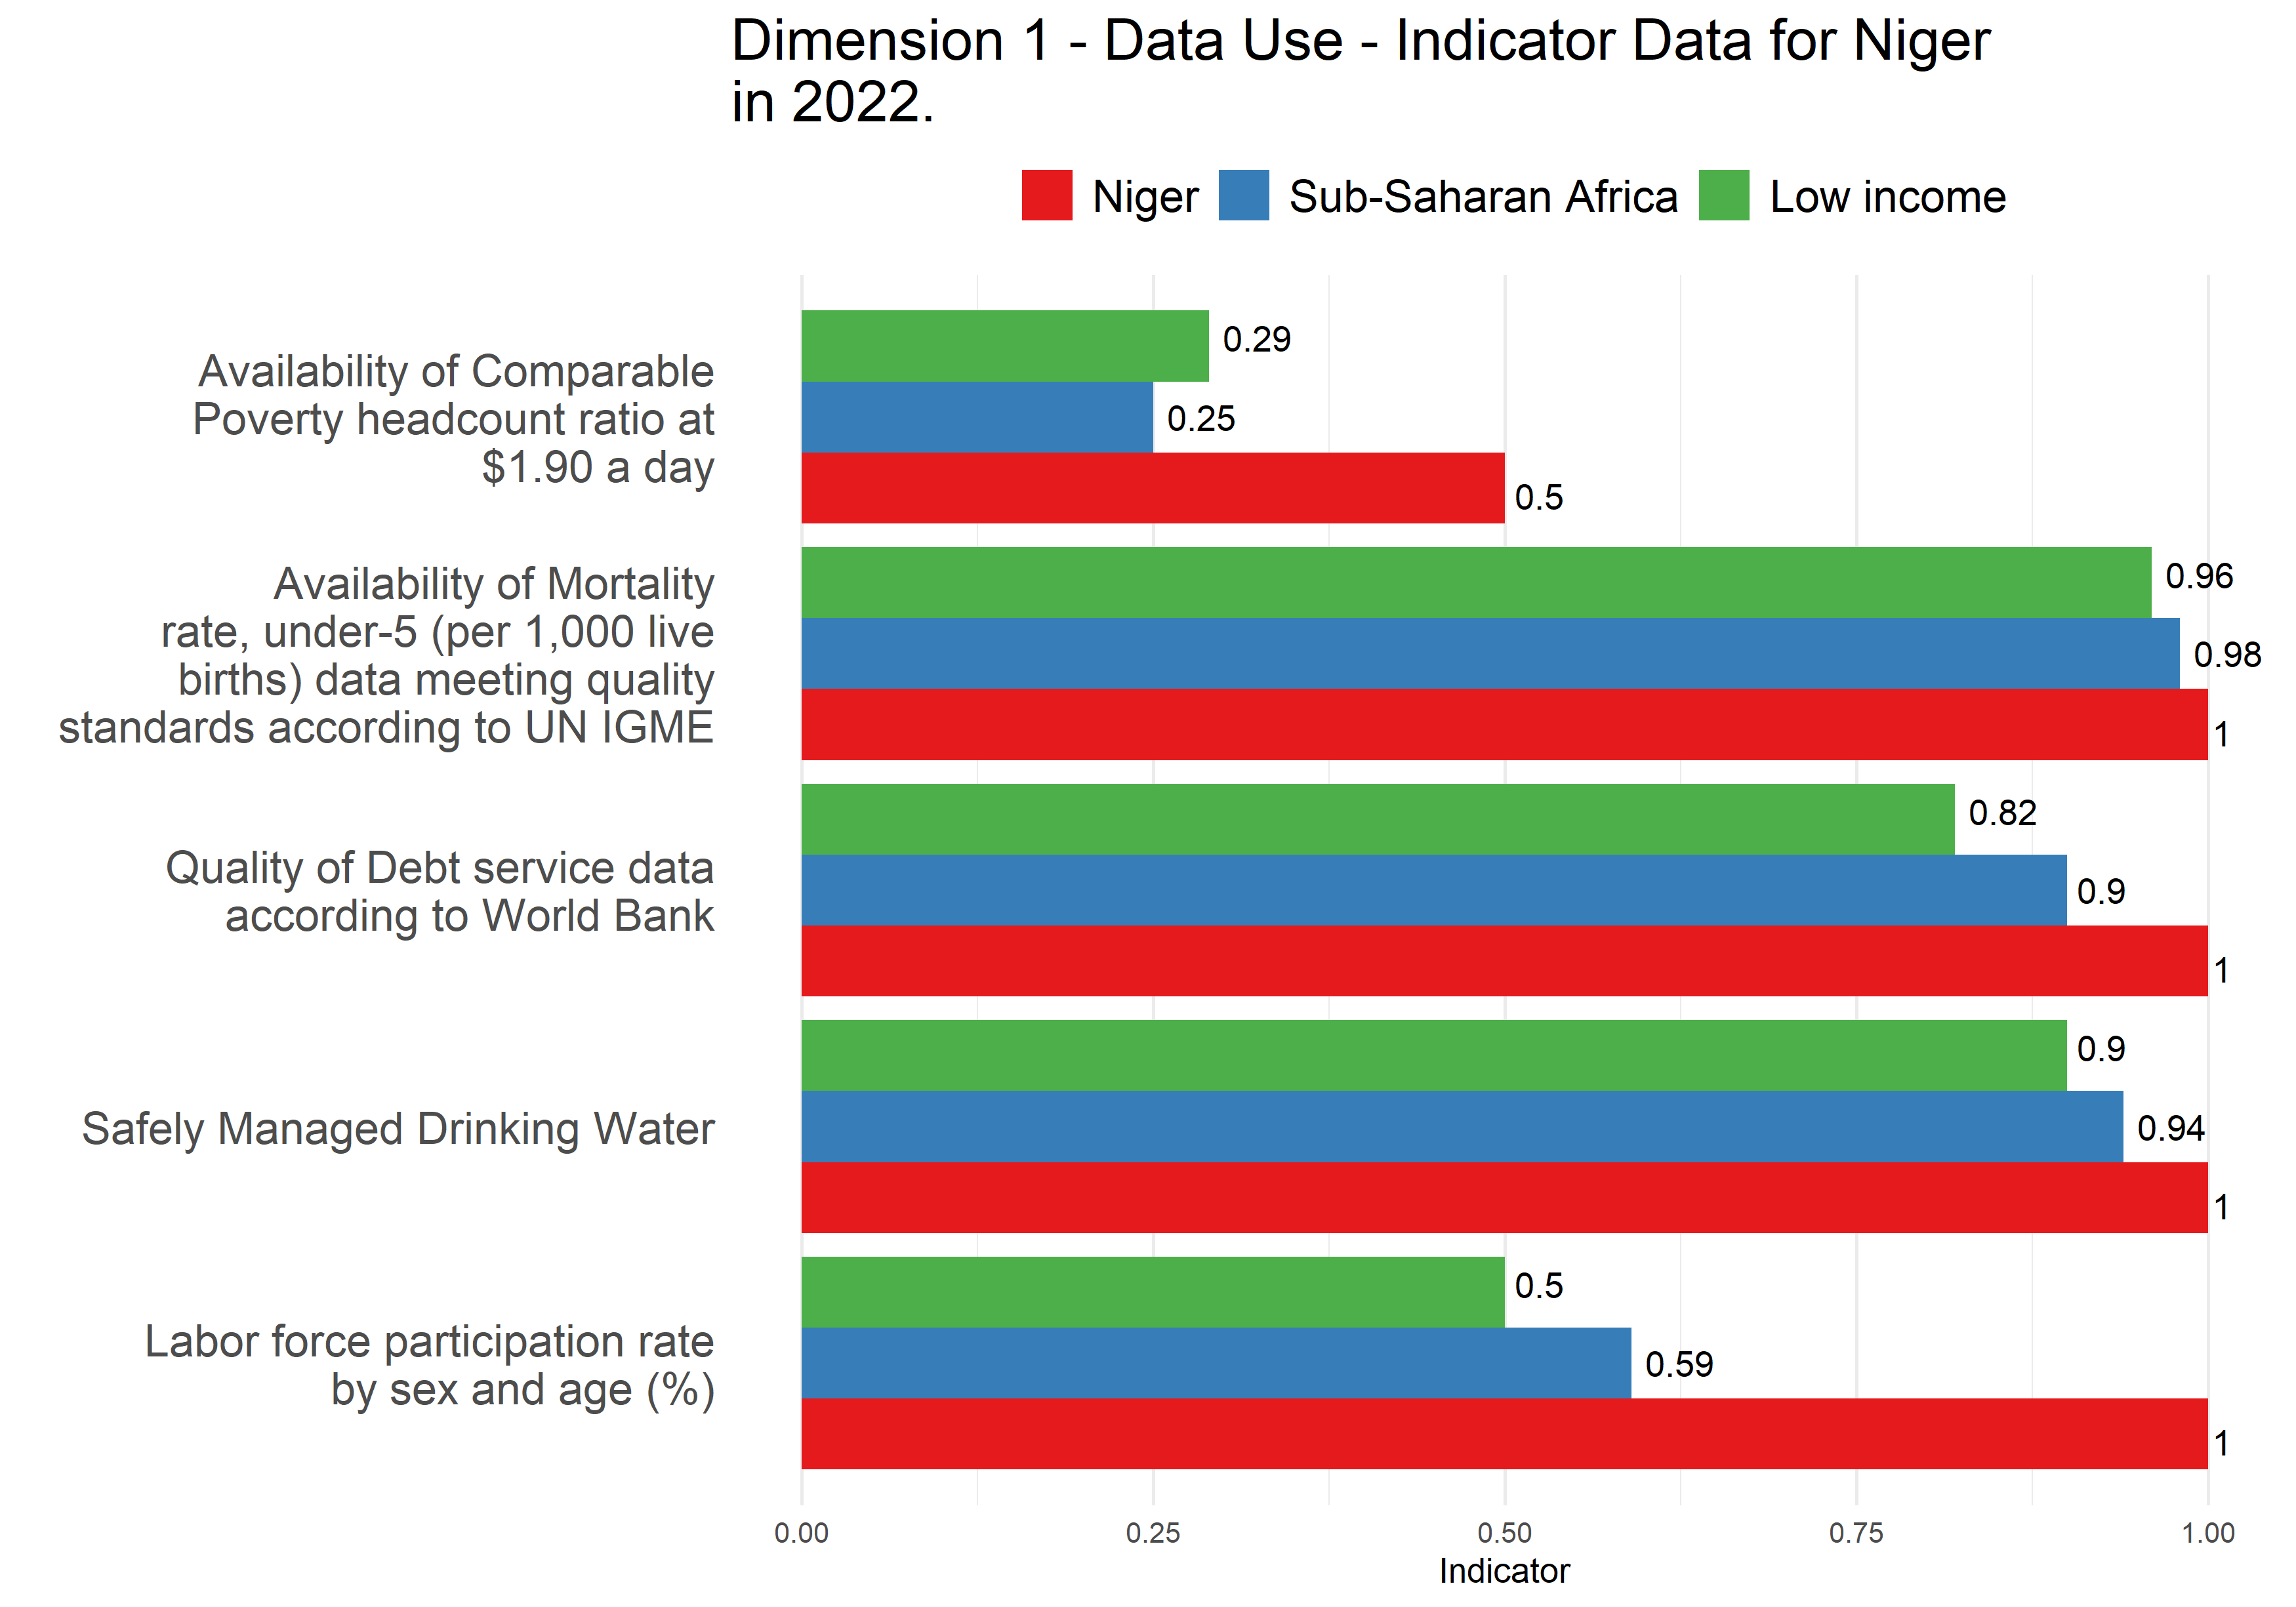 Dimension 1 - Data Use - Indicator Data for Niger
in 2022.
Niger
Sub-Saharan Africa
Low income
Availability of Comparable
Poverty headcount ratio at
$1.90 a day
0.29
0.25
0.5
Availability of Mortality
rate, under-5 (per 1,000 live
births) data meeting quality
standards according to UN IGME
0.96
0.98
1
Quality of Debt service data
according to World Bank
0.82
0.9
1
Safely Managed Drinking Water
0.9
0.94
1
Labor force participation rate
by sex and age (%)
0.5
0.59
1
0.00
0.25
0.50
0.75
1.00
Indicator